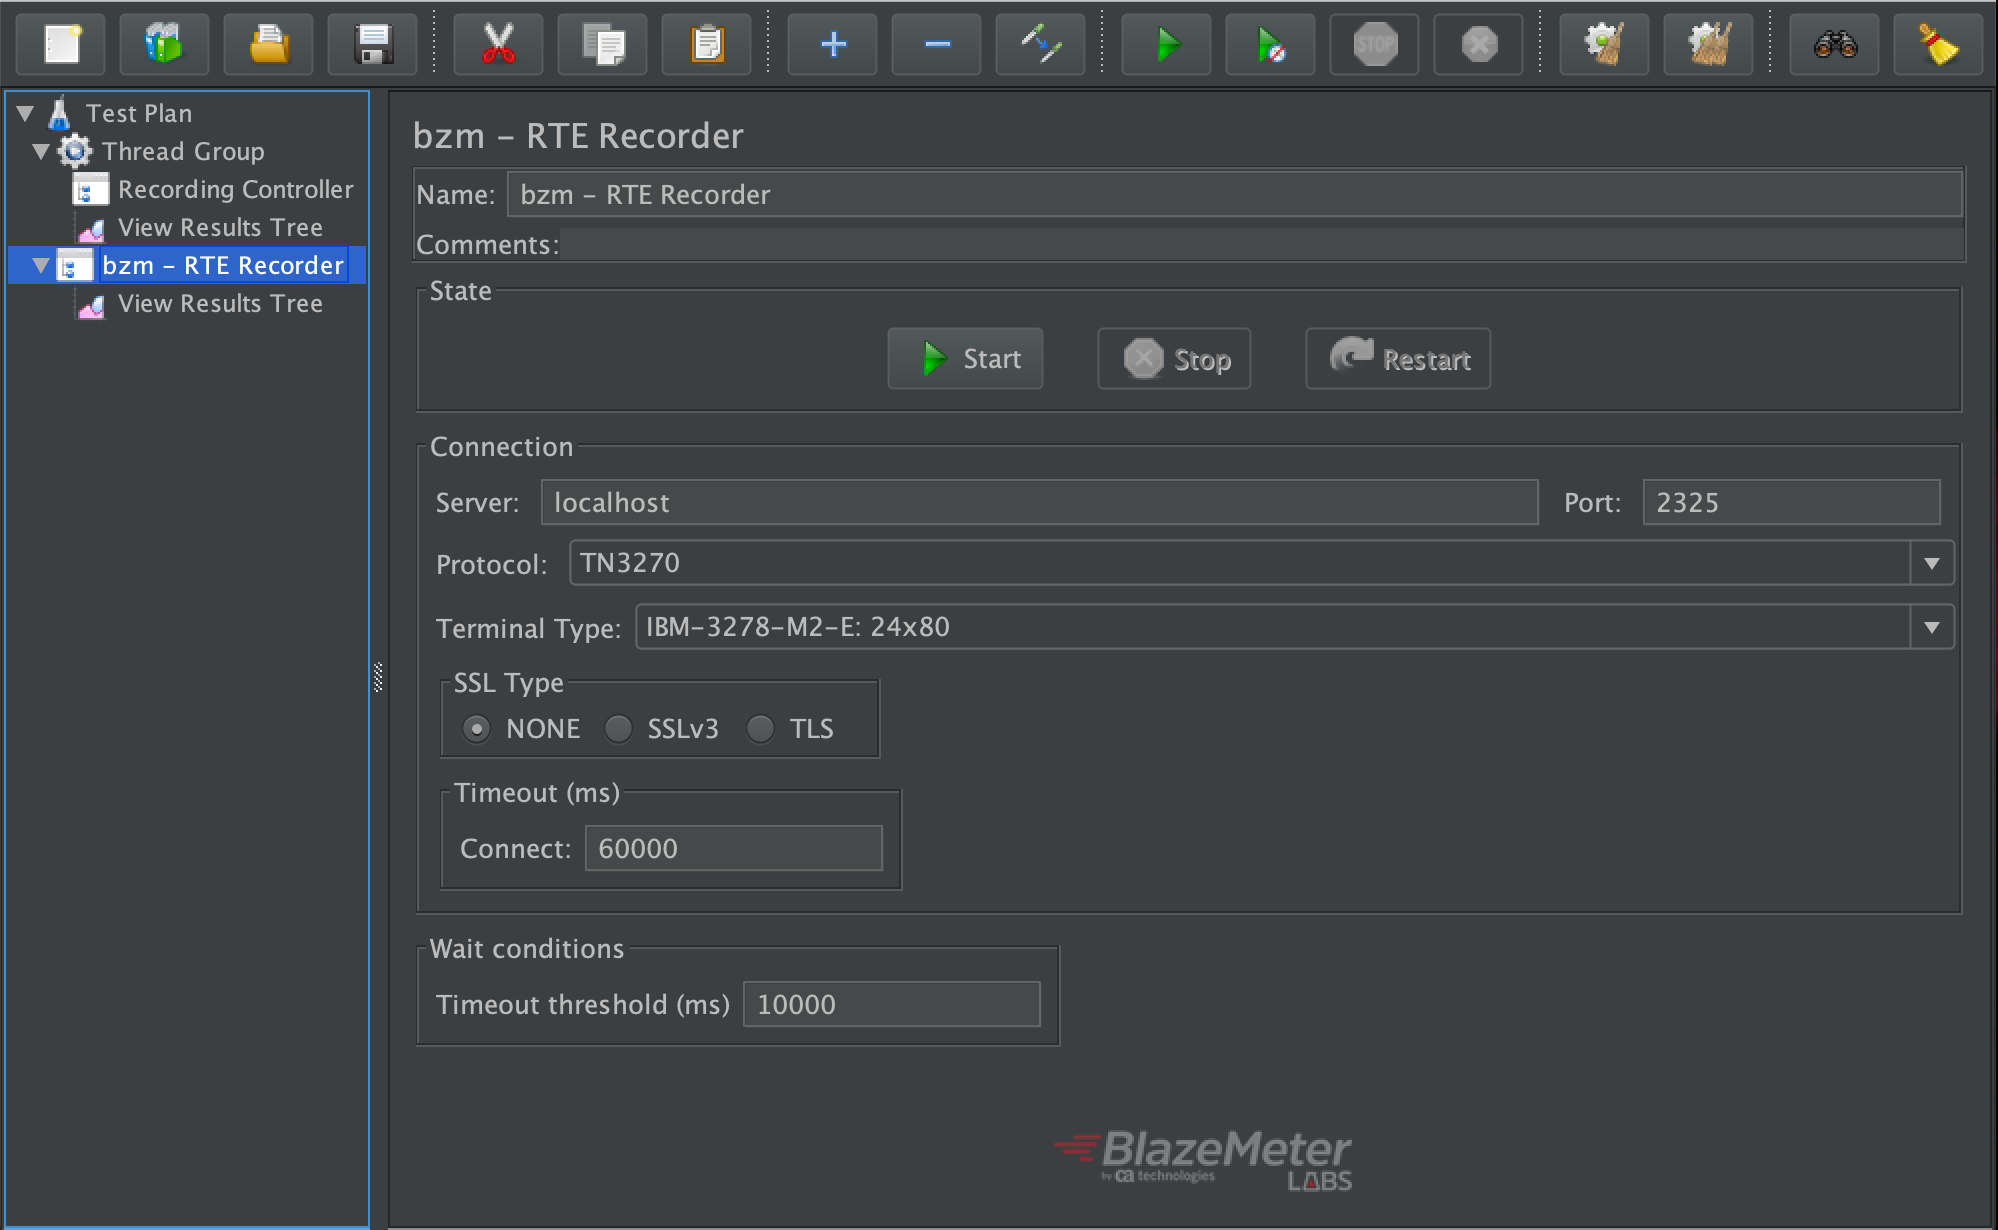 STOP
Test Plan
Thread Group
Recording Controller
View Results Tree
bzm – RTE Recorder
View Results Tree
bzm – RTE Recorder
Name: bzm – RTE Recorder
Comments:
State
Start Stop Restart
Connection
Server: localhost Port: 2325
Protocol: TN3270
Terminal Type: IBM-3278-M2-E: 24x80
SSL Type
NONE SSLv3 TLS
Timeout (ms)
Connect: 60000
Wait conditions
Timeout threshold (ms) 10000
BlazeMeter
by ca technologies
LABS